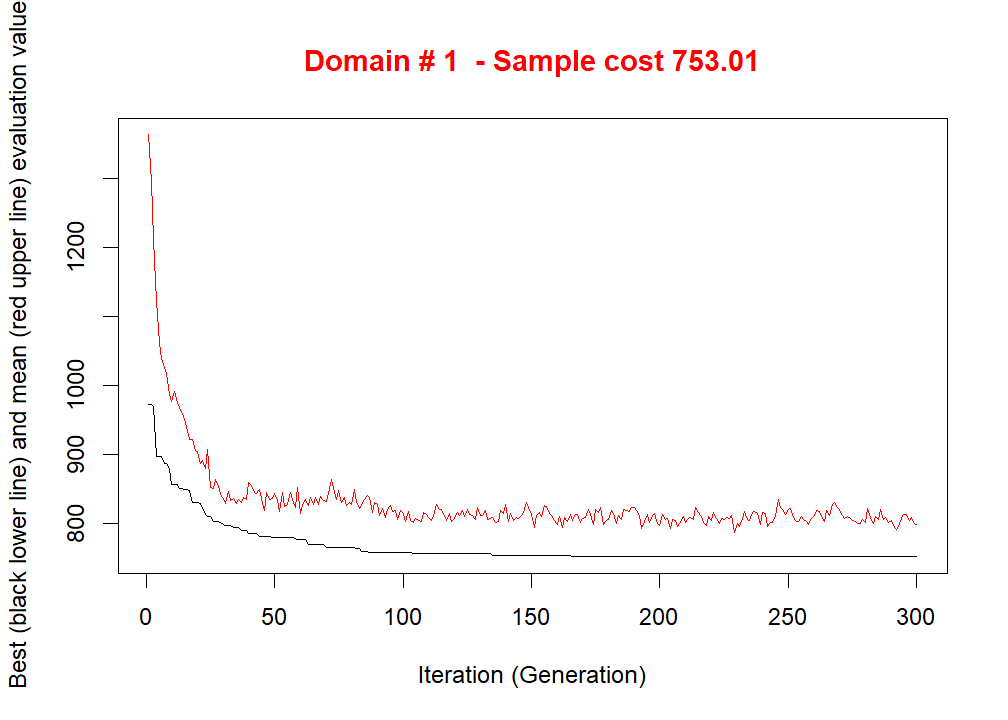 Domain # 1  - Sample cost 753.01
Best (black lower line) and mean (red upper line) evaluation value
1200
1000
900
800
0 50 100 150 200 250 300
Iteration (Generation)